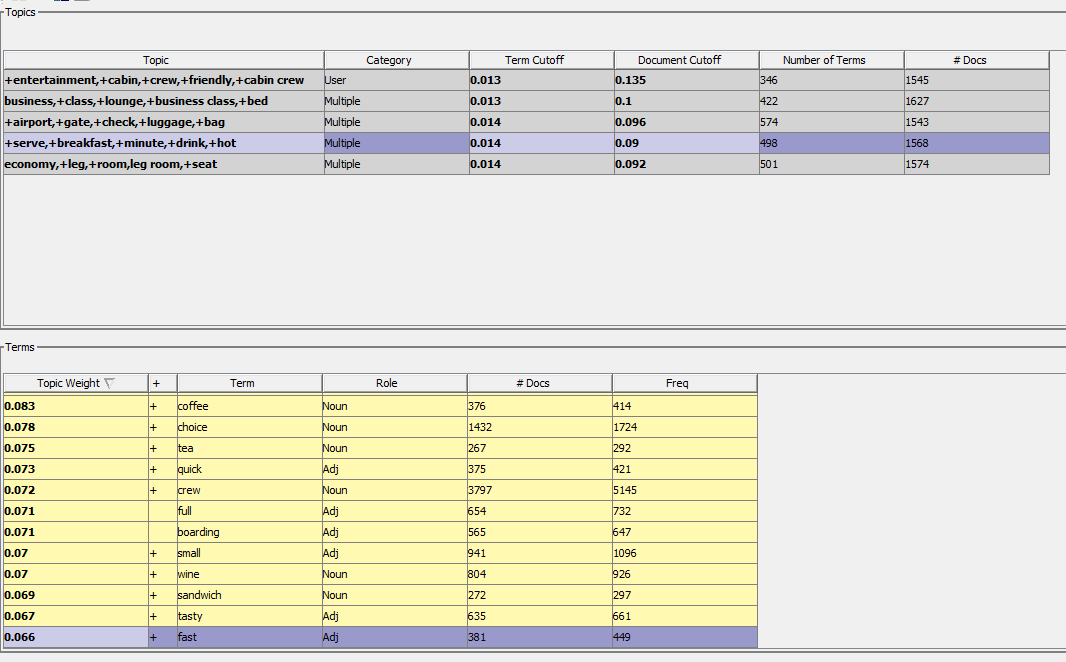 Topics
Topic Category Term Cutoff Document Cutoff Number of Terms # Docs
+entertainment,+cabin,+crew,+friendly,+cabin crew User 0.013 0.135 346 1545
business,+class,+lounge,+business class,+bed Multiple 0.013 0.1 422 1627
+airport,+gate,+check,+luggage,+bag Multiple 0.014 0.096 574 1543
+serve,+breakfast,+minute,+drink,+hot Multiple 0.014 0.09 498 1568
economy,+leg,+room,leg room,+seat Multiple 0.014 0.092 501 1574
Terms
Topic Weight + Term Role # Docs Freq
0.083 + coffee Noun 376 414
0.078 + choice Noun 1432 1724
0.075 + tea Noun 267 292
0.073 + quick Adj 375 421
0.072 + crew Noun 3797 5145
0.071 full Adj 654 732
0.071 boarding Adj 565 647
0.07 + small Adj 941 1096
0.07 + wine Noun 804 926
0.069 + sandwich Noun 272 297
0.067 + tasty Adj 635 661
0.066 + fast Adj 381 449